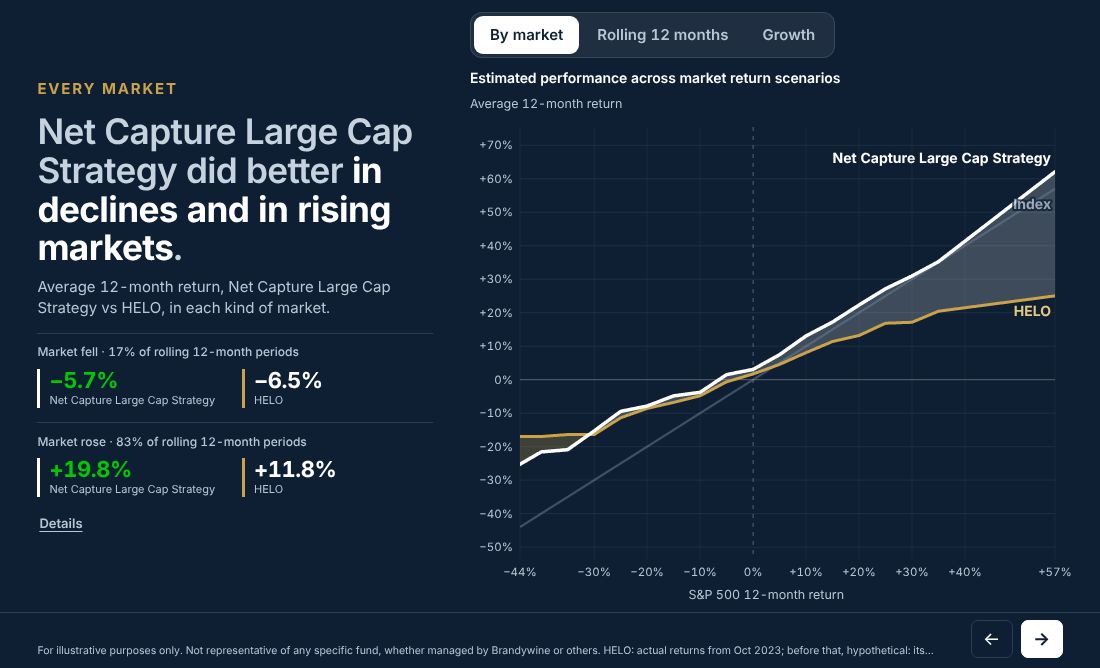 By market
Rolling 12 months
Growth
EVERY MARKET
Net Capture Large Cap
Strategy did better in
declines and in rising
markets.
Average 12-month return, Net Capture Large Cap
Strategy vs HELO, in each kind of market.
Market fell · 17% of rolling 12-month periods
−5.7%
Net Capture Large Cap Strategy
−6.5%
HELO
Market rose · 83% of rolling 12-month periods
+19.8%
Net Capture Large Cap Strategy
+11.8%
HELO
Details
Estimated performance across market return scenarios
Average 12-month return
+70%
+60%
+50%
+40%
+30%
+20%
+10%
0%
−10%
−20%
−30%
−40%
−50%
Net Capture Large Cap Strategy
Index
HELO
−44%
−30%
−20%
−10%
0%
+10%
+20%
+30%
+40%
+57%
S&P 500 12-month return
For illustrative purposes only. Not representative of any specific fund, whether managed by Brandywine or others. HELO: actual returns from Oct 2023; before that, hypothetical: its…